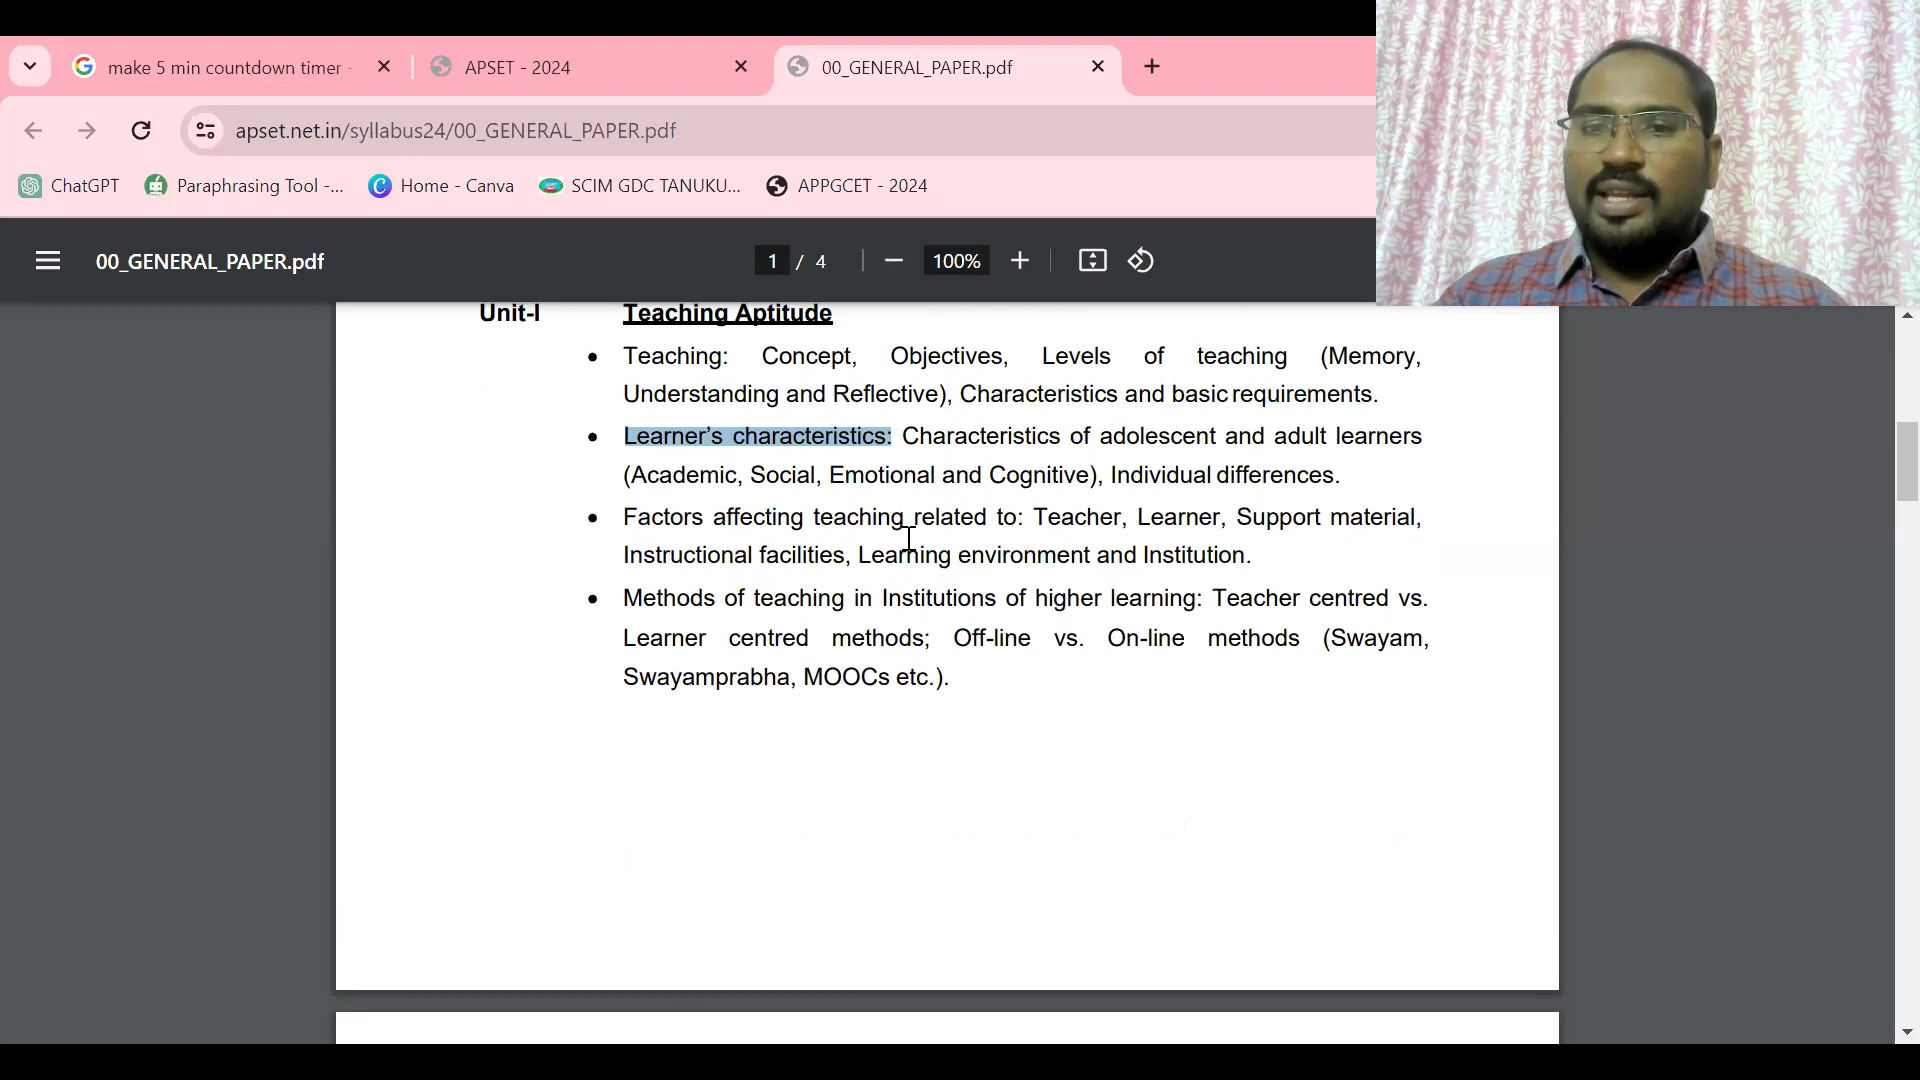 make 5 min countdown timer -
APSET - 2024
00_GENERAL_PAPER.pdf
apset.net.in/syllabus24/00_GENERAL_PAPER.pdf
ChatGPT
Paraphrasing Tool -...
Home - Canva
SCIM GDC TANUKU...
APPGCET - 2024
00_GENERAL_PAPER.pdf
1 / 4
100%
Unit-I Teaching Aptitude
• Teaching: Concept, Objectives, Levels of teaching (Memory,
Understanding and Reflective), Characteristics and basic requirements.
• Learner’s characteristics: Characteristics of adolescent and adult learners
(Academic, Social, Emotional and Cognitive), Individual differences.
• Factors affecting teaching related to: Teacher, Learner, Support material,
Instructional facilities, Learning environment and Institution.
• Methods of teaching in Institutions of higher learning: Teacher centred vs.
Learner centred methods; Off-line vs. On-line methods (Swayam,
Swayamprabha, MOOCs etc.).